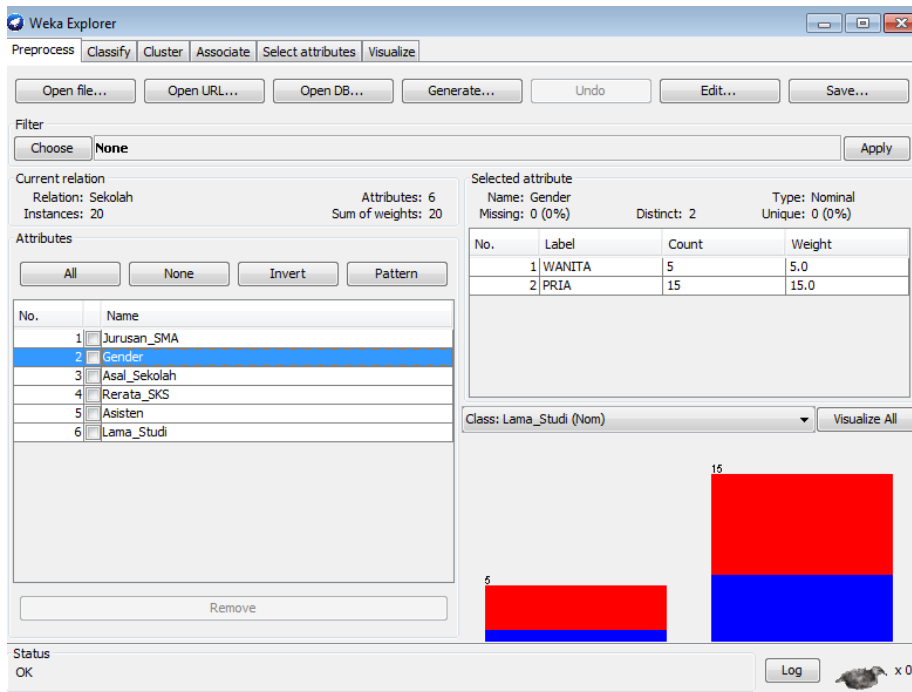 Weka Explorer
Preprocess Classify Cluster Associate Select attributes Visualize
Open file... Open URL... Open DB... Generate... Undo Edit... Save...
Filter
Choose None Apply
Current relation
Relation: Sekolah Attributes: 6
Instances: 20 Sum of weights: 20
Selected attribute
Name: Gender Type: Nominal
Missing: 0 (0%) Distinct: 2 Unique: 0 (0%)
Attributes
All None Invert Pattern
No. Name
1 Jurusan_SMA
2 Gender
3 Asal_Sekolah
4 Rerata_SKS
5 Asisten
6 Lama_Studi
Remove
No. Label Count Weight
1 WANITA 5 5.0
2 PRIA 15 15.0
Class: Lama_Studi (Nom) Visualize All
15
5
Status
OK
Log x 0